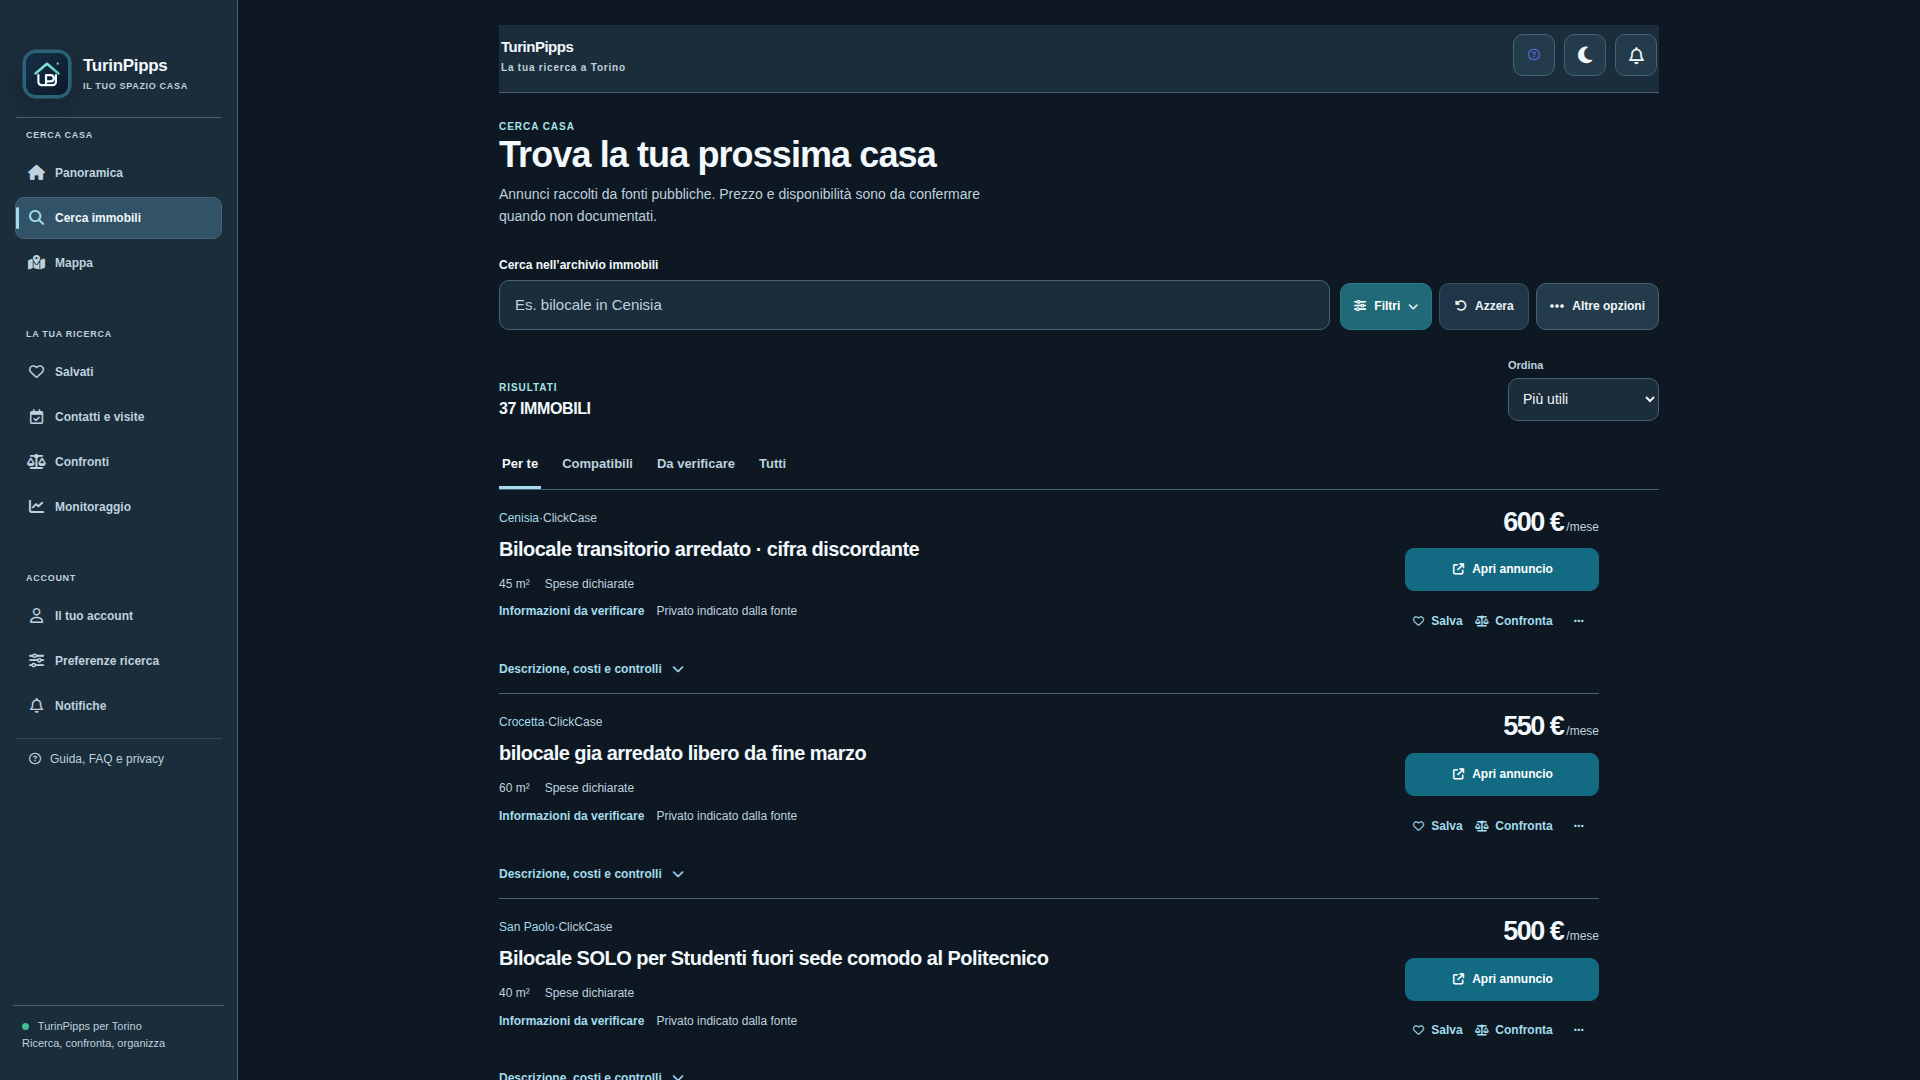 TurinPipps
IL TUO SPAZIO CASA
CERCA CASA
Panoramica
Cerca immobili
Mappa
LA TUA RICERCA
Salvati
Contatti e visite
Confronti
Monitoraggio
ACCOUNT
Il tuo account
Preferenze ricerca
Notifiche
Guida, FAQ e privacy
TurinPipps per Torino
Ricerca, confronta, organizza
TurinPipps
La tua ricerca a Torino
CERCA CASA
Trova la tua prossima casa
Annunci raccolti da fonti pubbliche. Prezzo e disponibilità sono da confermare
quando non documentati.
Cerca nell’archivio immobili
Es. bilocale in Cenisia
Filtri
Azzera
Altre opzioni
RISULTATI
37 IMMOBILI
Ordina
Più utili
Per te Compatibili Da verificare Tutti
Cenisia·ClickCase
Bilocale transitorio arredato · cifra discordante
45 m² Spese dichiarate
Informazioni da verificare Privato indicato dalla fonte
600 € /mese
Apri annuncio
Salva Confronta ···
Descrizione, costi e controlli
Crocetta·ClickCase
bilocale gia arredato libero da fine marzo
60 m² Spese dichiarate
Informazioni da verificare Privato indicato dalla fonte
550 € /mese
Apri annuncio
Salva Confronta ···
Descrizione, costi e controlli
San Paolo·ClickCase
Bilocale SOLO per Studenti fuori sede comodo al Politecnico
40 m² Spese dichiarate
Informazioni da verificare Privato indicato dalla fonte
500 € /mese
Apri annuncio
Salva Confronta ···
Descrizione, costi e controlli